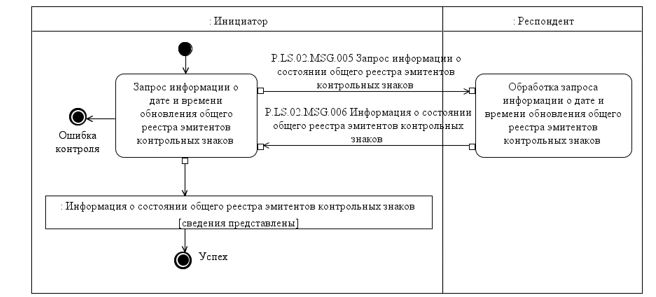 : Инициатор
: Респондент
P.LS.02.MSG.005 Запрос информации о
состоянии общего реестра эмитентов
контрольных знаков
Запрос информации о
дате и времени
обновления общего
реестра эмитентов
контрольных знаков
Обработка запроса
информации о дате и
времени обновления общего
реестра эмитентов
контрольных знаков
P.LS.02.MSG.006 Информация о состоянии
общего реестра эмитентов контрольных
знаков
Ошибка
контроля
: Информация о состоянии общего реестра эмитентов контрольных знаков
[сведения представлены]
Успех